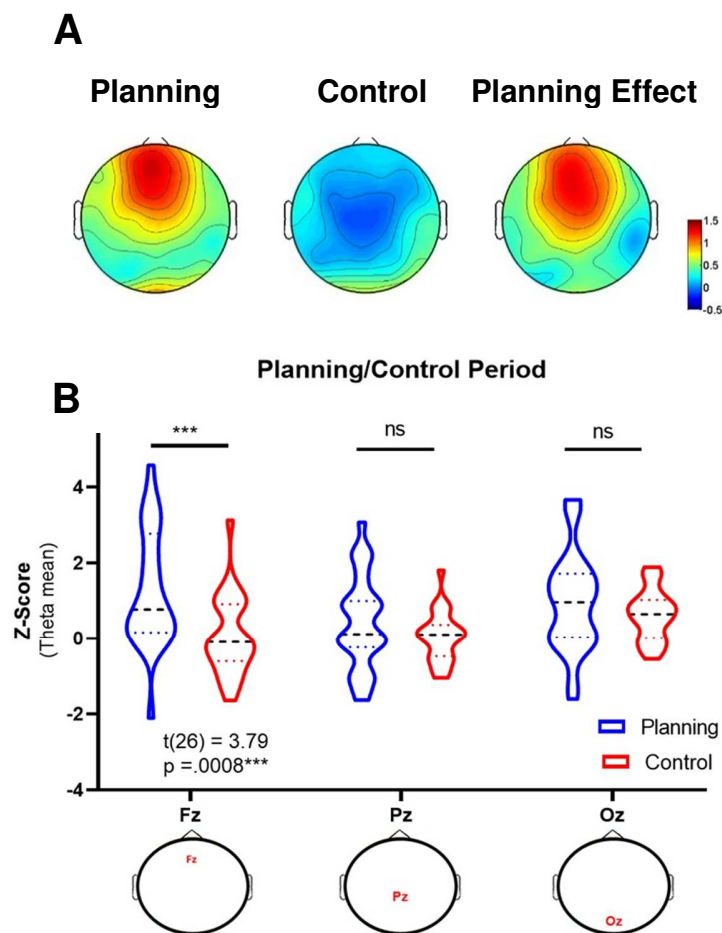 A
Planning Control Planning Effect
1.5
1
0.5
0
-0.5
Planning/Control Period
B
*** ns ns
4
2
0
-2
-4
Z-Score
(Theta mean)
t(26) = 3.79
p =.0008***
Planning
Control
Fz Pz Oz
Fz Pz Oz